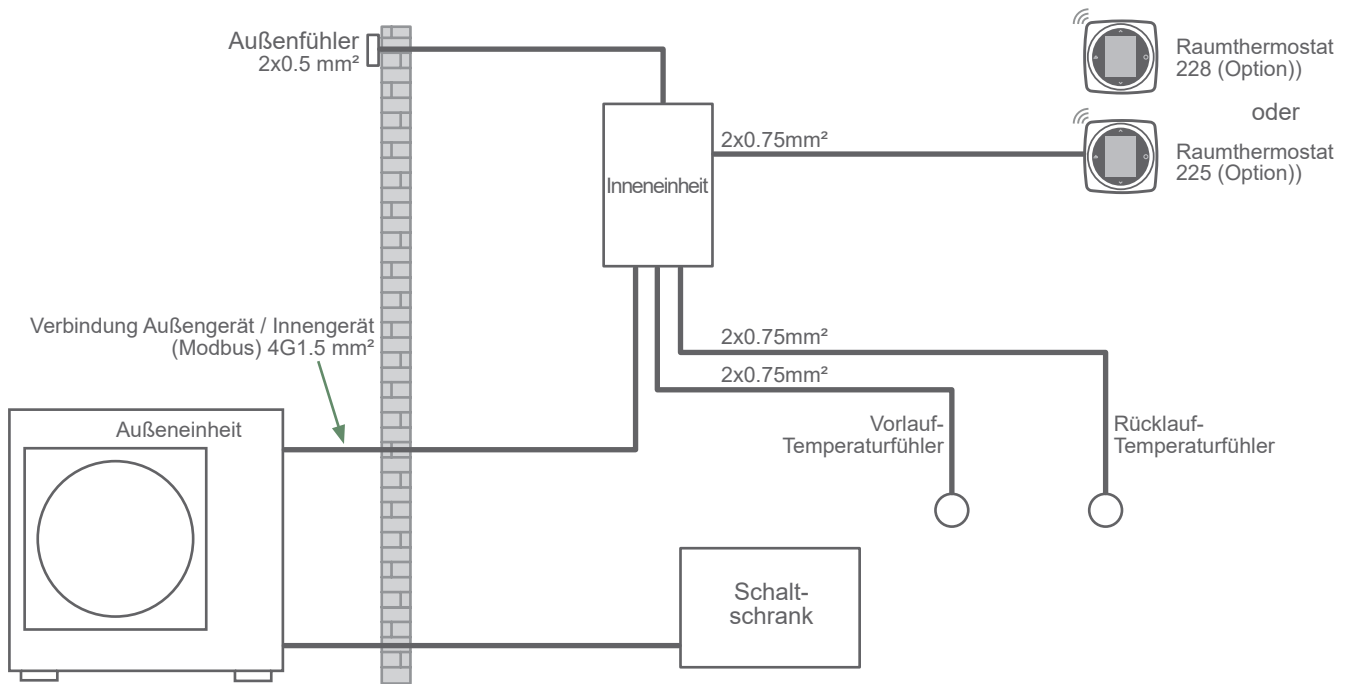 Außenfühler
2x0.5 mm²
Raumthermostat
228 (Option))
oder
Raumthermostat
225 (Option))
2x0.75mm²
Inneneinheit
Verbindung Außengerät / Innengerät
(Modbus) 4G1.5 mm²
2x0.75mm²
2x0.75mm²
Außeneinheit
Vorlauf-
Temperaturfühler
Rücklauf-
Temperaturfühler
Schalt-
schrank